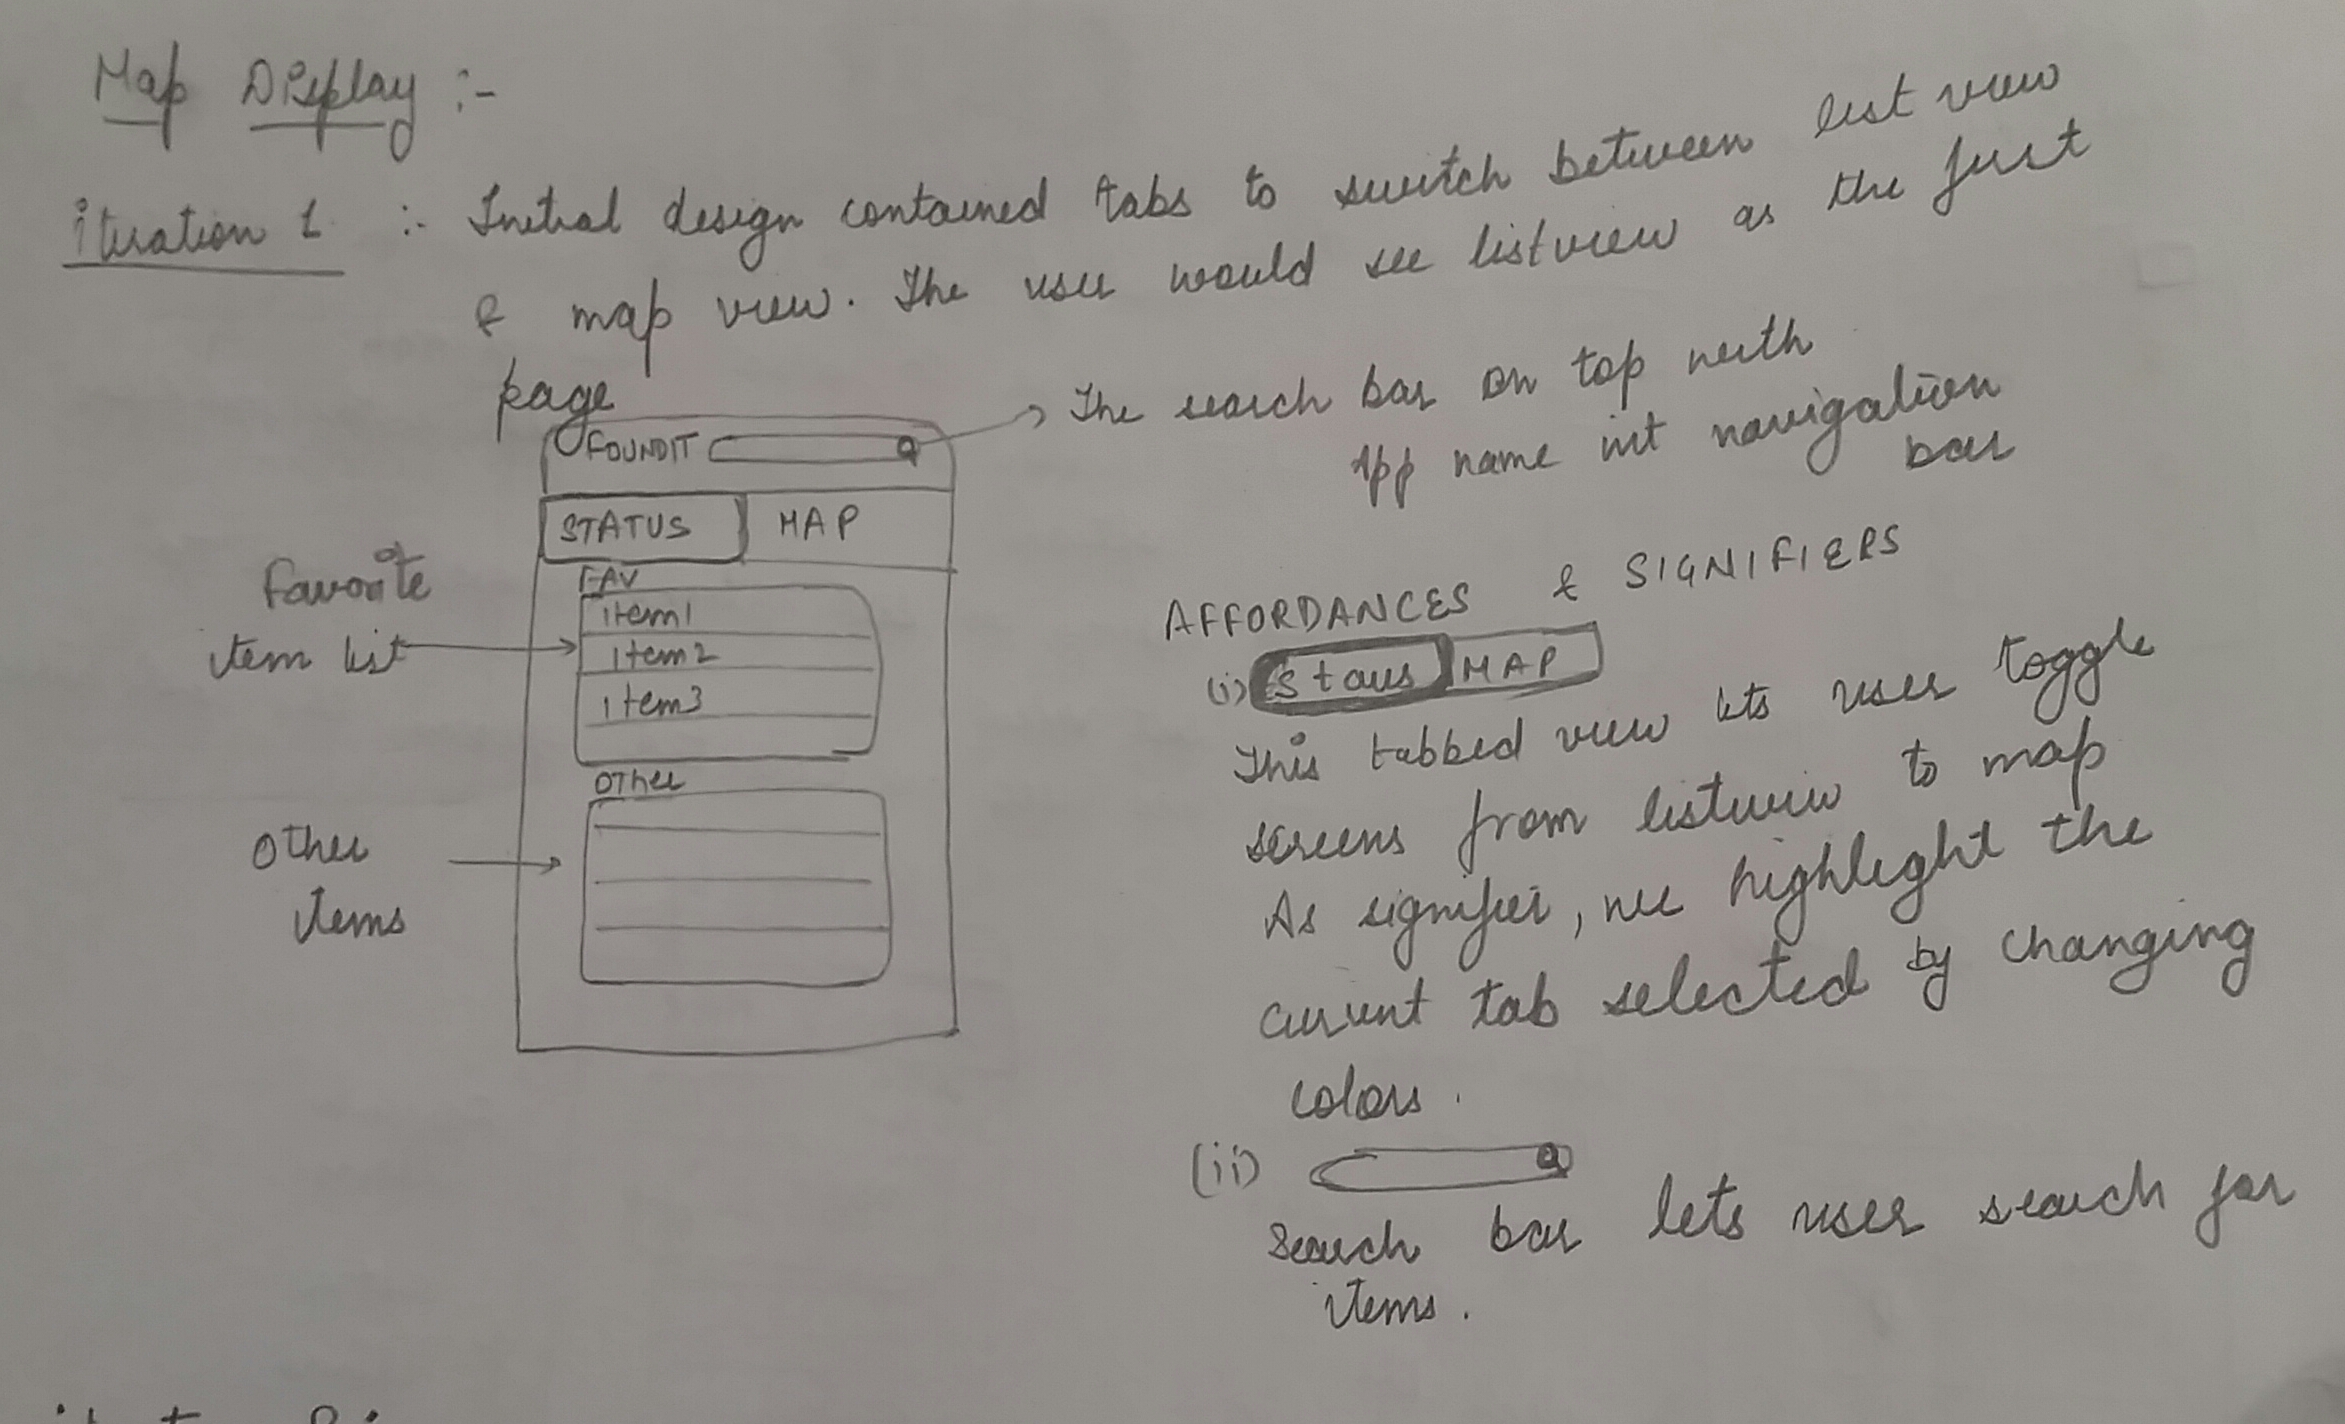 Map Display :-
iteration 1 :- Initial design contained tabs to switch between list view
& map view. The user would see listview as the first
page
The search bar on top with
App name int navigation
bar
FOUNDIT
STATUS MAP
FAV
item1
item2
item3
Other
Favorite
item list
Other
items
AFFORDANCES & SIGNIFIERS
(i) Staus MAP
This tabbed view lets user toggle
screens from listview to map
As signifier, we highlight the
current tab selected by changing
colors.
(ii)
Search bar lets user search for
items.